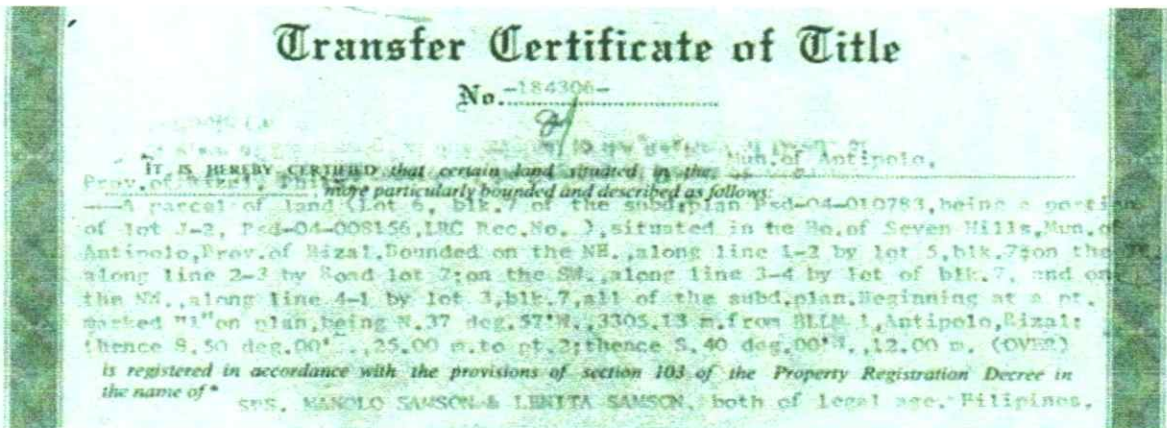 Transfer Certificate of Title
No. -184306-
Mun.of Antipolo,
IT IS HEREBY CERTIFIED that certain land situated in the
Prov.of Rizal, more particularly bounded and described as follows:
A parcel of land (Lot 6, blk.7 of the subd.plan Psd-04-010783,being a portion
of lot J-2, Psd-04-008156,LRC Rec.No. ),situated in the Bo.of Seven Hills,Mun.of
Antipolo,Prov.of Rizal.Bounded on the NE.,along line 1-2 by lot 5,blk.7;on the
along line 2-3 by Road lot 2;on the SW.,along line 3-4 by lot of blk.7, and on
the NW.,along line 4-1 by lot 3,blk.7,all of the subd.plan.Beginning at a pt.
marked "1"on plan,being N.37 deg.57'W.,3305.13 m.from BLLM 1,Antipolo,Rizal;
thence S.50 deg.00' .,25.00 m.to pt.2;thence S.40 deg.00'W.,12.00 m. (OVER)
is registered in accordance with the provisions of section 103 of the Property Registration Decree in
the name of*
SPS. MANOLO SAMSON & LENITA SAMSON, both of legal age, Filipinos,